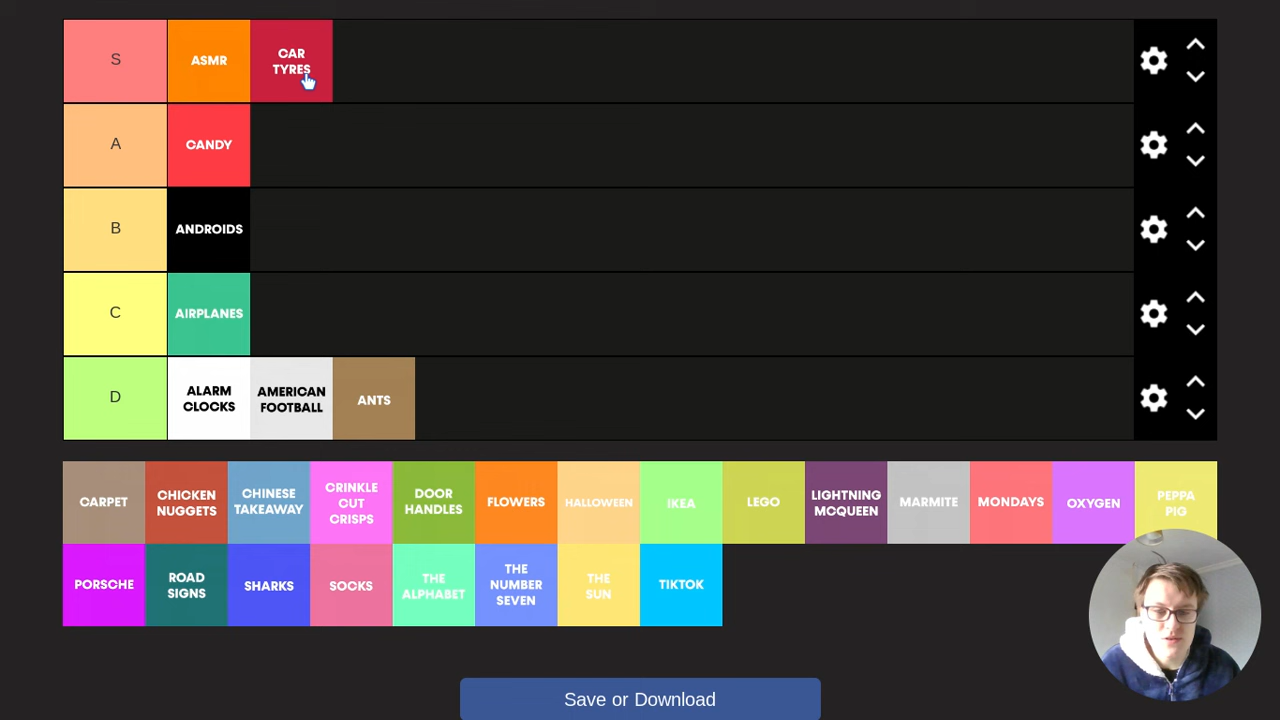 S
ASMR
CAR
TYRES
A
CANDY
B
ANDROIDS
C
AIRPLANES
D
ALARM
CLOCKS
AMERICAN
FOOTBALL
ANTS
CARPET
CHICKEN
NUGGETS
CHINESE
TAKEAWAY
CRINKLE
CUT
CRISPS
DOOR
HANDLES
FLOWERS
HALLOWEEN
IKEA
LEGO
LIGHTNING
MCQUEEN
MARMITE
MONDAYS
OXYGEN
PEPPA
PIG
PORSCHE
ROAD
SIGNS
SHARKS
SOCKS
THE
ALPHABET
THE
NUMBER
SEVEN
THE
SUN
TIKTOK
Save or Download